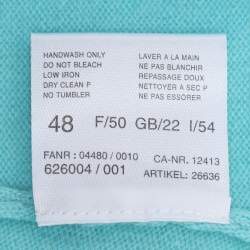 HANDWASH ONLY
DO NOT BLEACH
LOW IRON
DRY CLEAN P
NO TUMBLER
LAVER A LA MAIN
NE PAS BLANCHIR
REPASSAGE DOUX
NETTOYER A SEC P
NE PAS ESSORER
48 F/50 GB/22 I/54
FANR : 04480 / 0010 CA-NR. 12413
626004 / 001 ARTIKEL: 26636